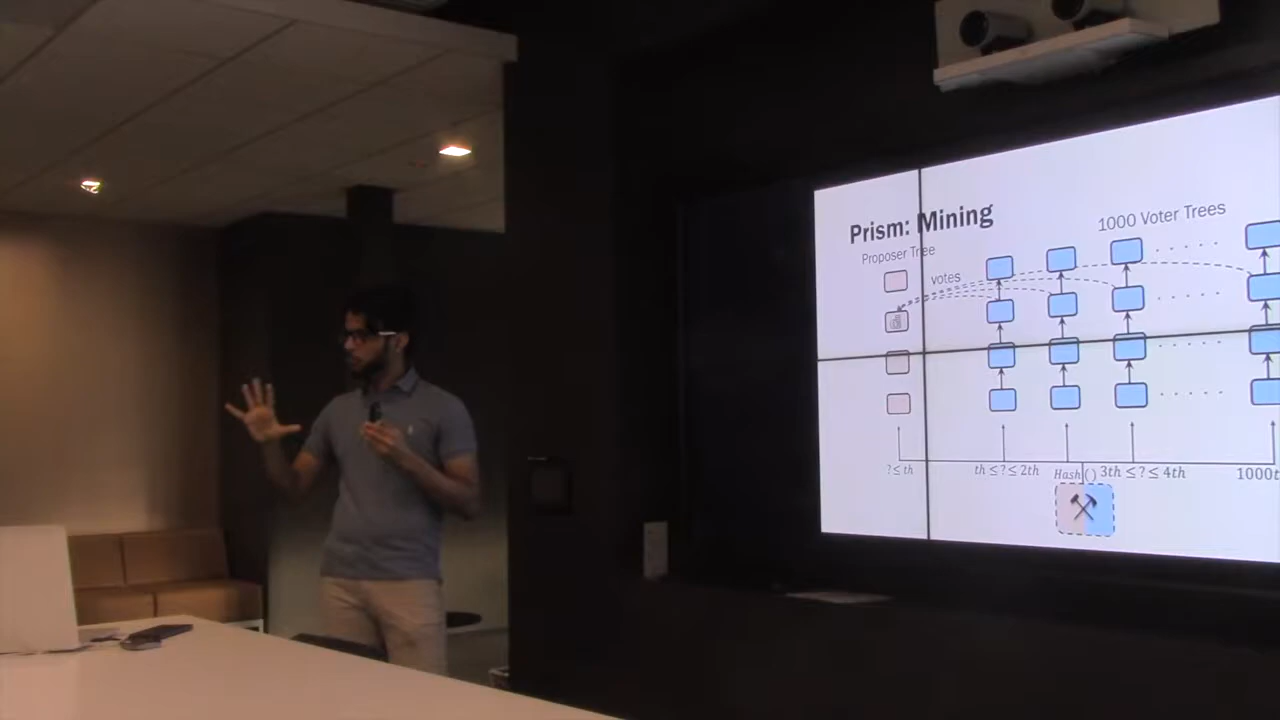 Prism: Mining
1000 Voter Trees
Proposer Tree
votes
? ≤ th
th ≤ ? ≤ 2th
Hash()
3th ≤ ? ≤ 4th
1000t